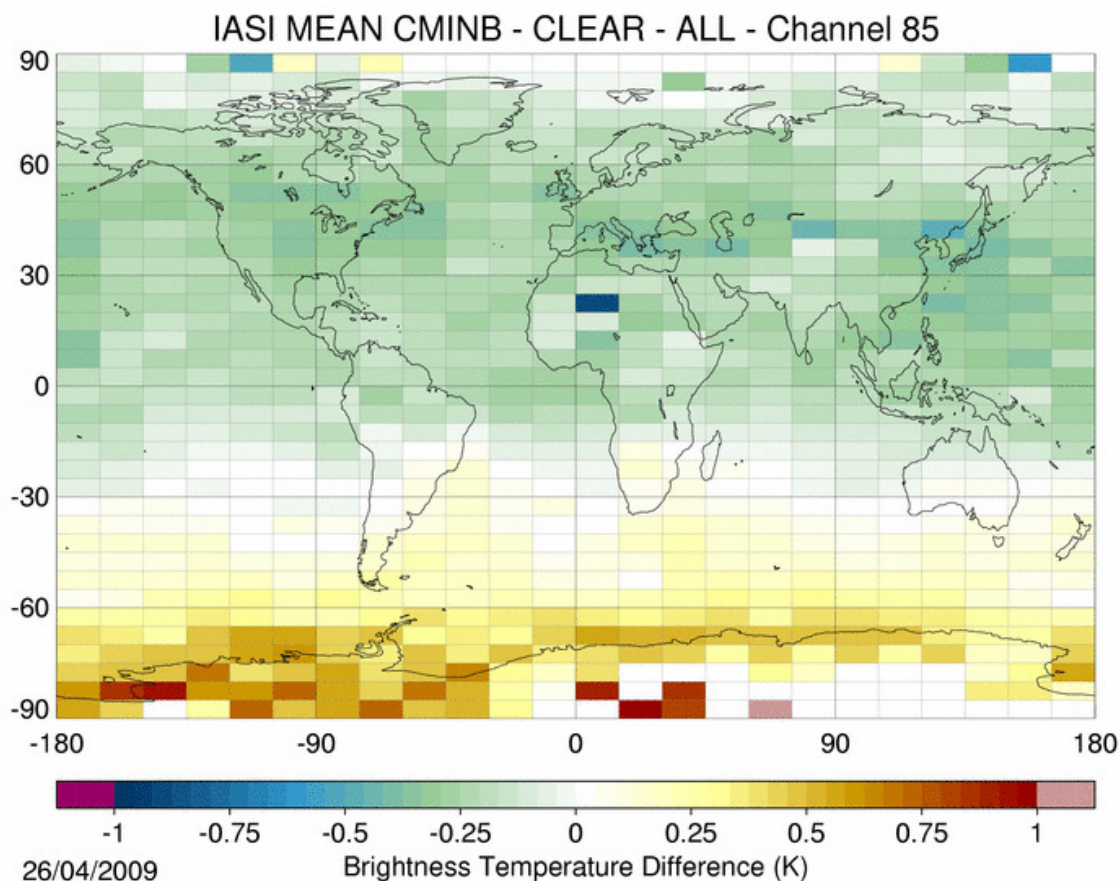 IASI MEAN CMINB - CLEAR - ALL - Channel 85
90
60
30
0
-30
-60
-90
-180 -90 0 90 180
-1 -0.75 -0.5 -0.25 0 0.25 0.5 0.75 1
26/04/2009 Brightness Temperature Difference (K)